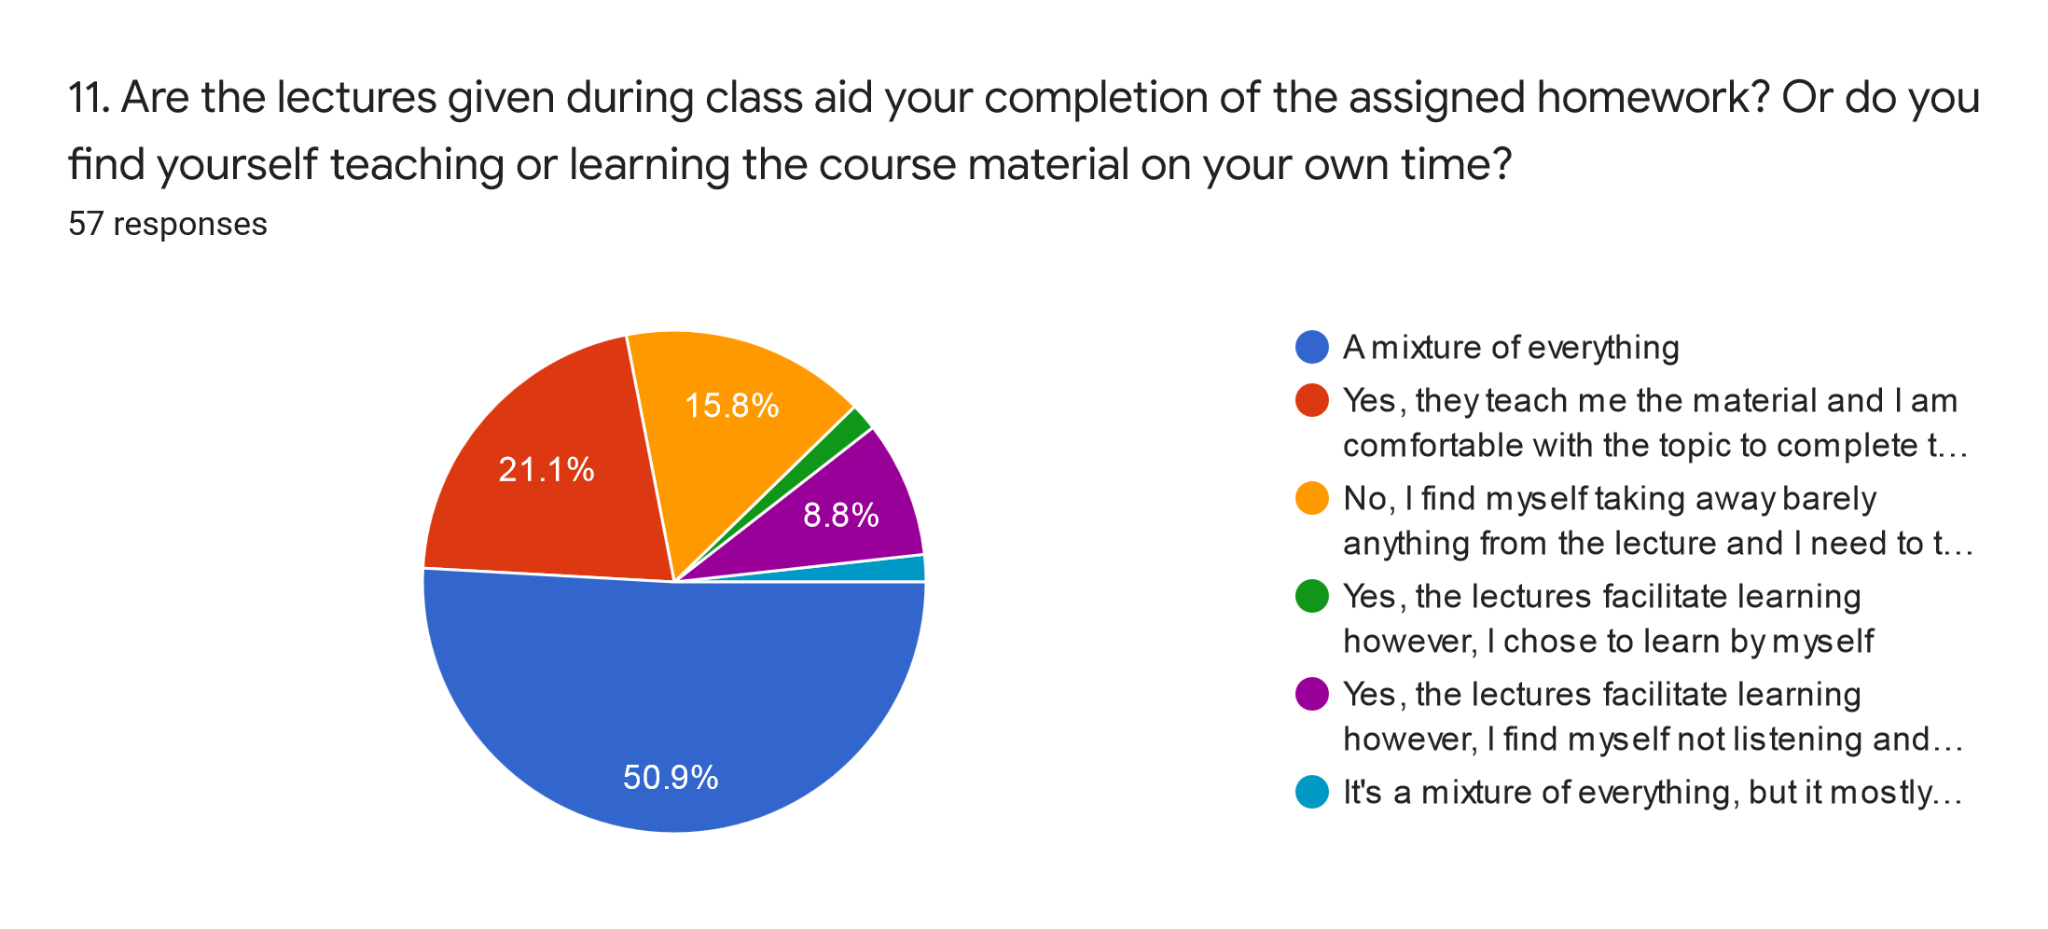 11. Are the lectures given during class aid your completion of the assigned homework? Or do you
find yourself teaching or learning the course material on your own time?
57 responses
15.8%
21.1%
8.8%
50.9%
A mixture of everything
Yes, they teach me the material and I am
comfortable with the topic to complete t...
No, I find myself taking away barely
anything from the lecture and I need to t...
Yes, the lectures facilitate learning
however, I chose to learn by myself
Yes, the lectures facilitate learning
however, I find myself not listening and...
It's a mixture of everything, but it mostly...